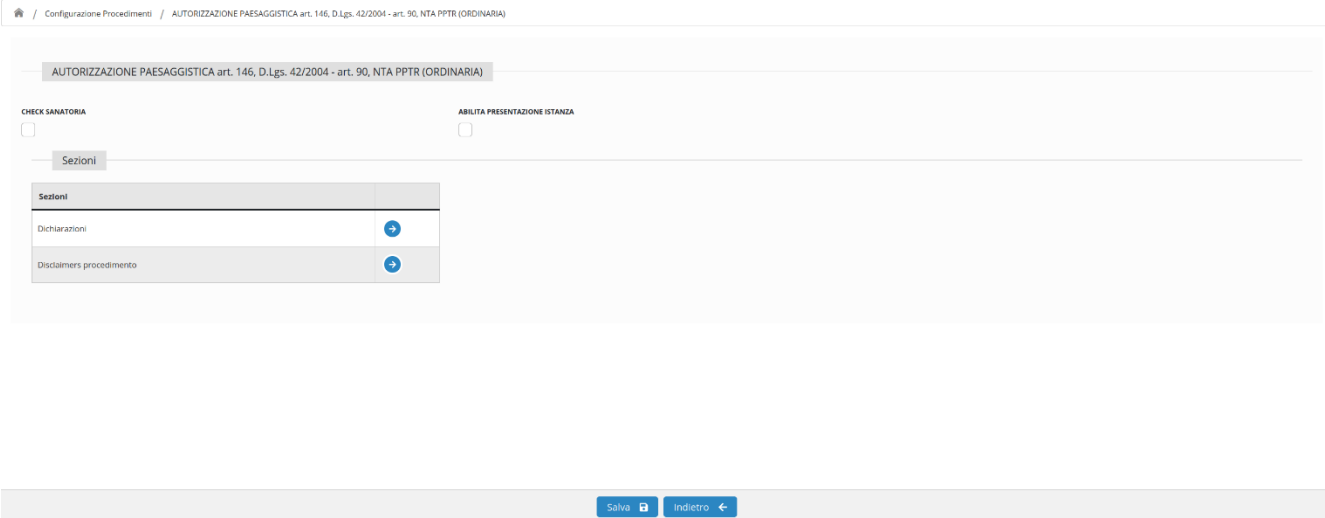 / Configurazione Procedimenti / AUTORIZZAZIONE PAESAGGISTICA art. 146, D.Lgs. 42/2004 - art. 90, NTA PPTR (ORDINARIA)
AUTORIZZAZIONE PAESAGGISTICA art. 146, D.Lgs. 42/2004 - art. 90, NTA PPTR (ORDINARIA)
CHECK SANATORIA ABILITA PRESENTAZIONE ISTANZA
Sezioni
Sezioni
Dichiarazioni
Disclaimers procedimento
Salva Indietro